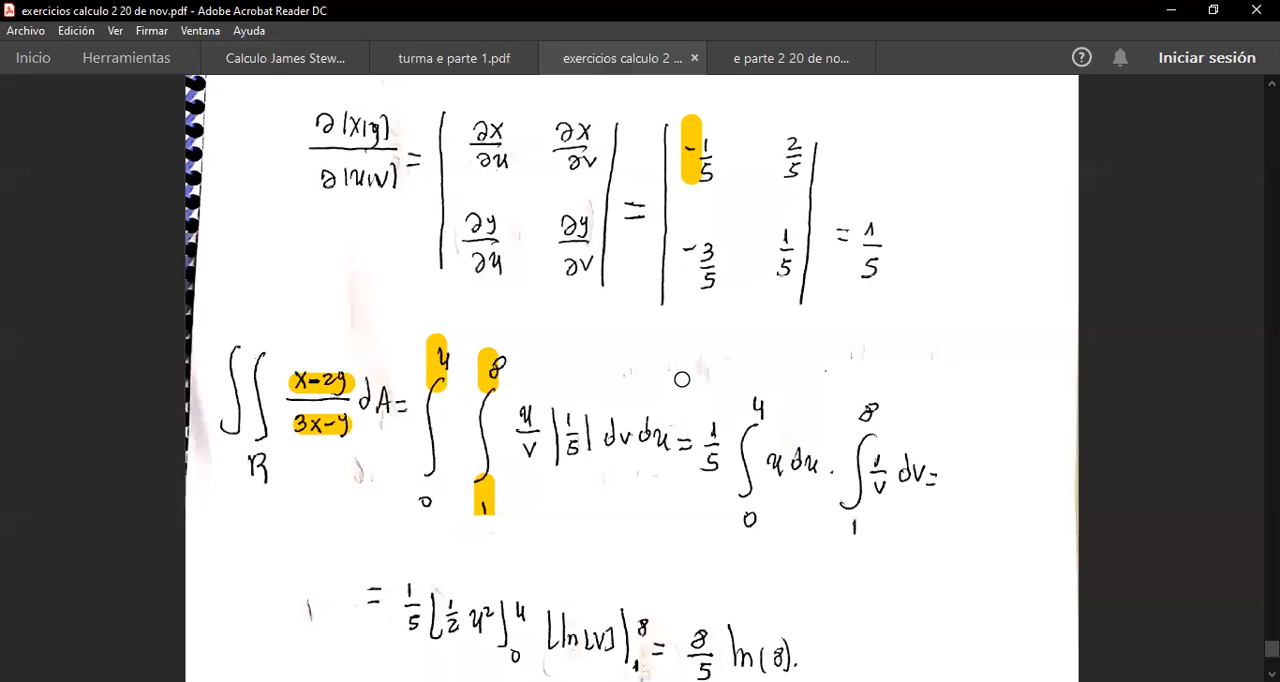 exercicios calculo 2 20 de nov.pdf - Adobe Acrobat Reader DC
Archivo Edición Ver Firmar Ventana Ayuda
Inicio Herramientas Calculo James Stew... turma e parte 1.pdf exercicios calculo 2 ... × e parte 2 20 de no... Iniciar sesión
∂(x,y)/∂(u,v) = | ∂x/∂u ∂x/∂v ; ∂y/∂u ∂y/∂v | = | -1/5 2/5 ; -3/5 1/5 | = 1/5
∫∫_R (x-2y)/(3x-y) dA = ∫_0^4 ∫_1^8 u/v |1/5| dv du = 1/5 ∫_0^4 u du . ∫_1^8 1/v dv =
= 1/5 [1/2 u²]_0^4 [ln|v|]_1^8 = 8/5 ln(8).